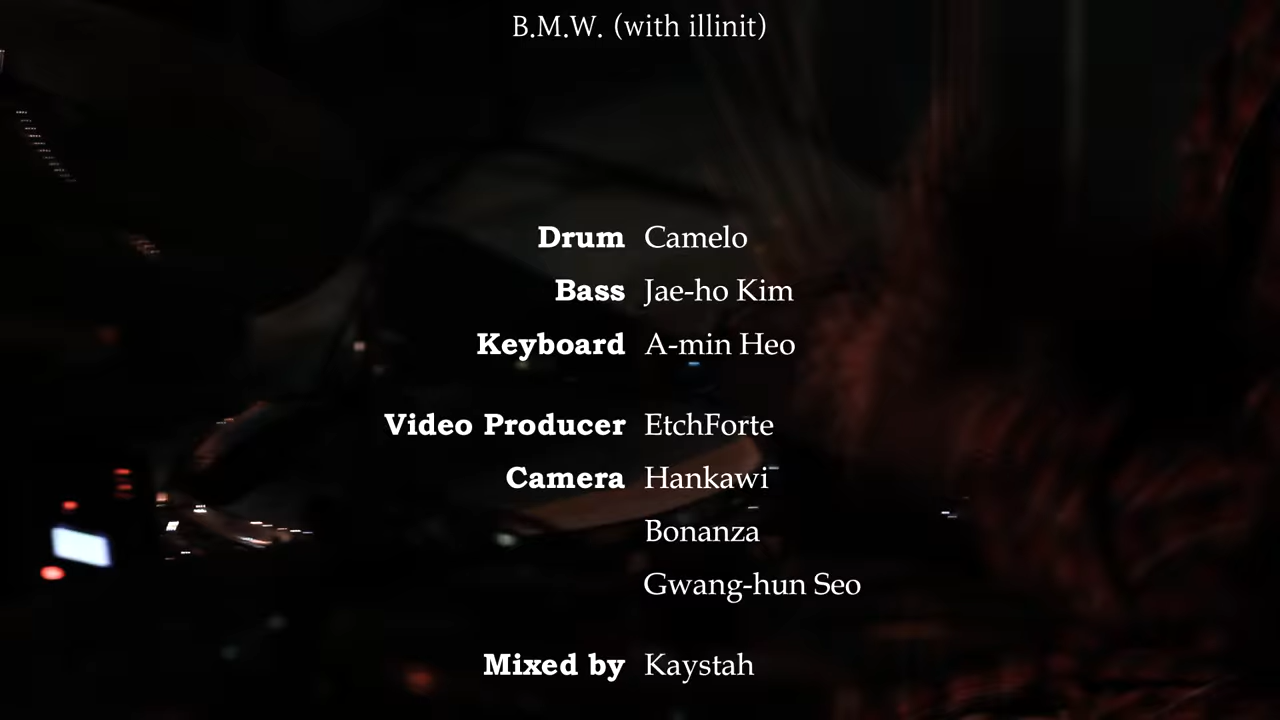 B.M.W. (with illinit)
Drum Camelo
Bass Jae-ho Kim
Keyboard A-min Heo
Video Producer EtchForte
Camera Hankawi
Bonanza
Gwang-hun Seo
Mixed by Kaystah